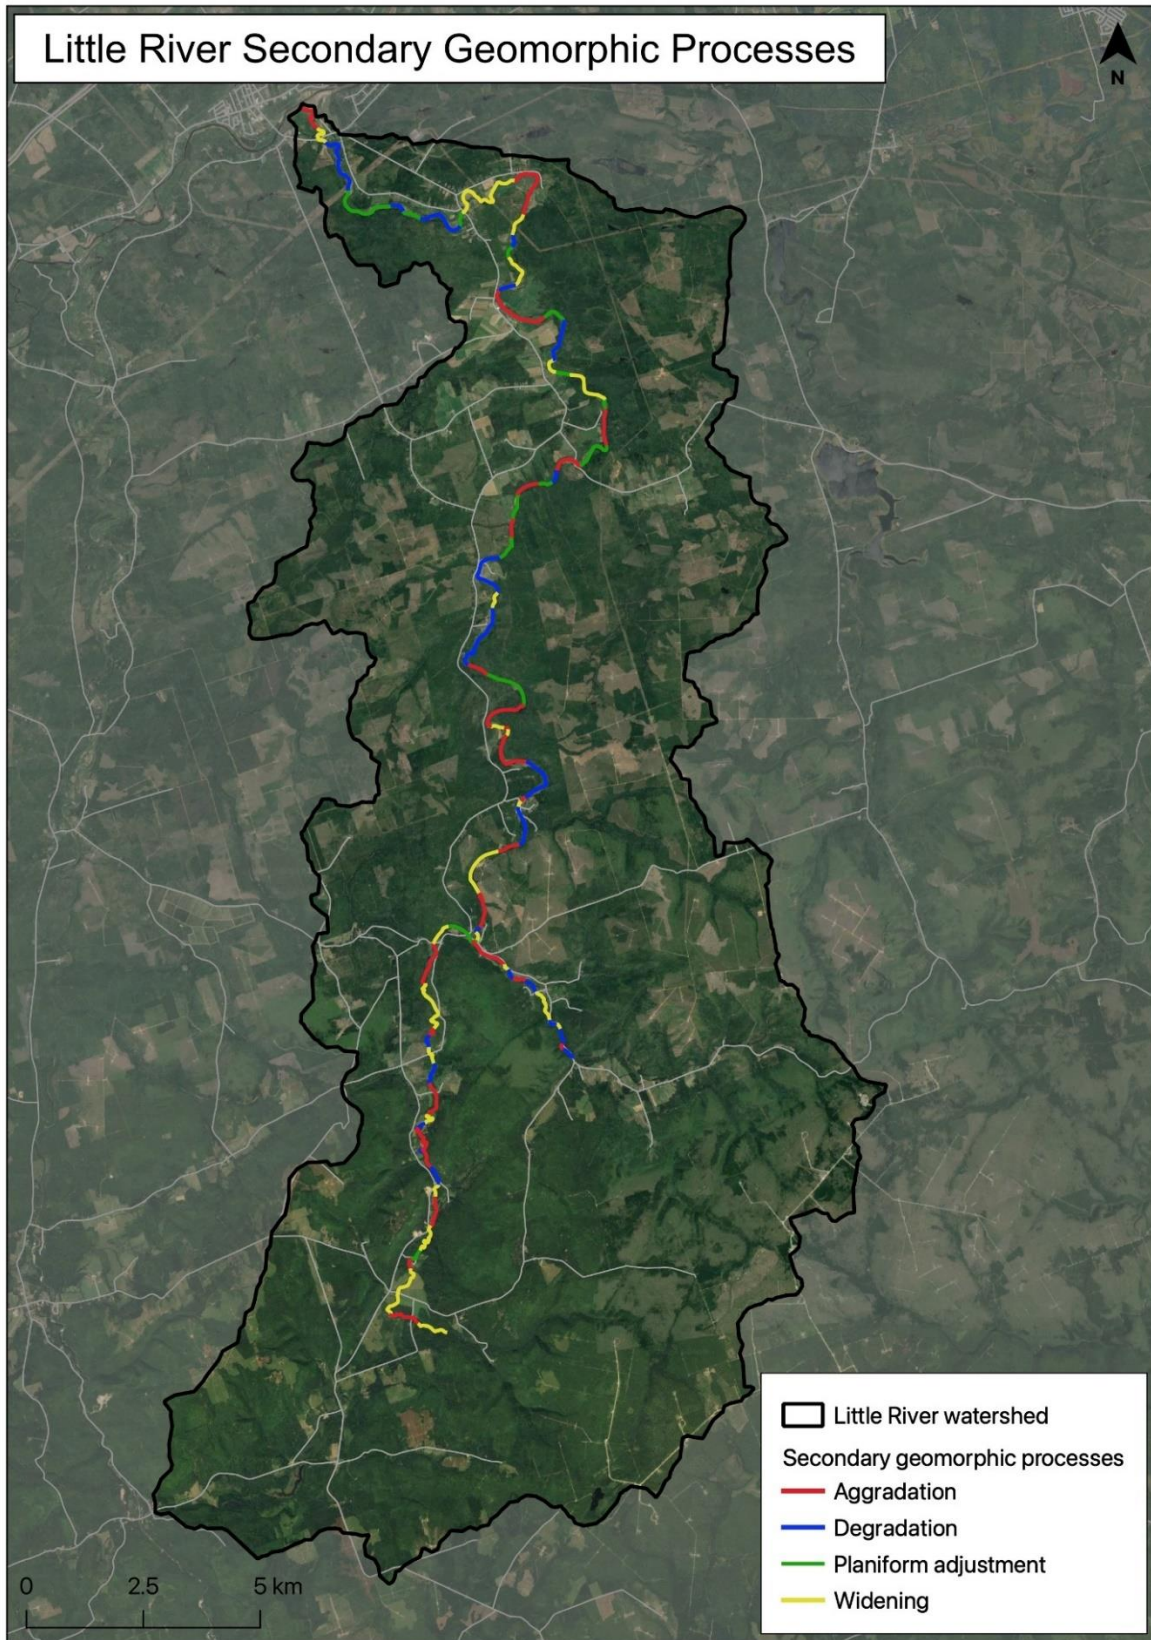 Little River Secondary Geomorphic Processes
N
Little River watershed
Secondary geomorphic processes
Aggradation
Degradation
Planiform adjustment
Widening
0 2.5 5 km